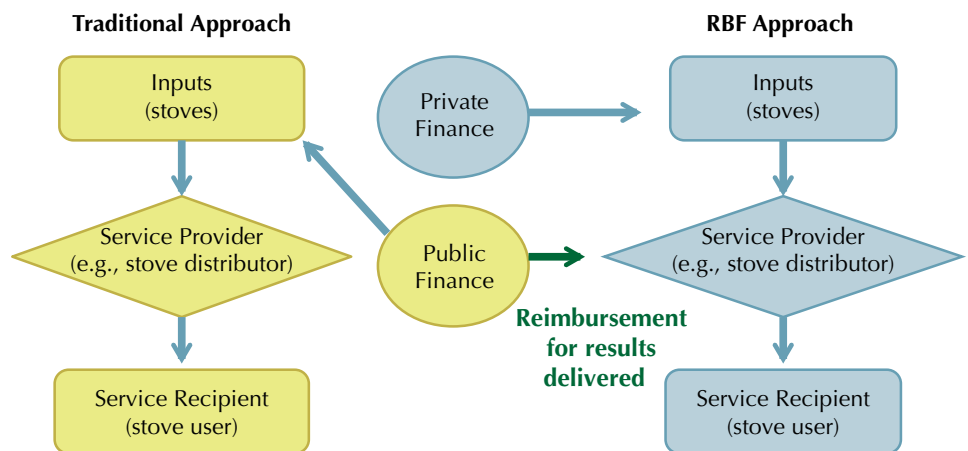 Traditional Approach
RBF Approach
Inputs
(stoves)
Private
Finance
Inputs
(stoves)
Service Provider
(e.g., stove distributor)
Public
Finance
Service Provider
(e.g., stove distributor)
Reimbursement
for results
delivered
Service Recipient
(stove user)
Service Recipient
(stove user)